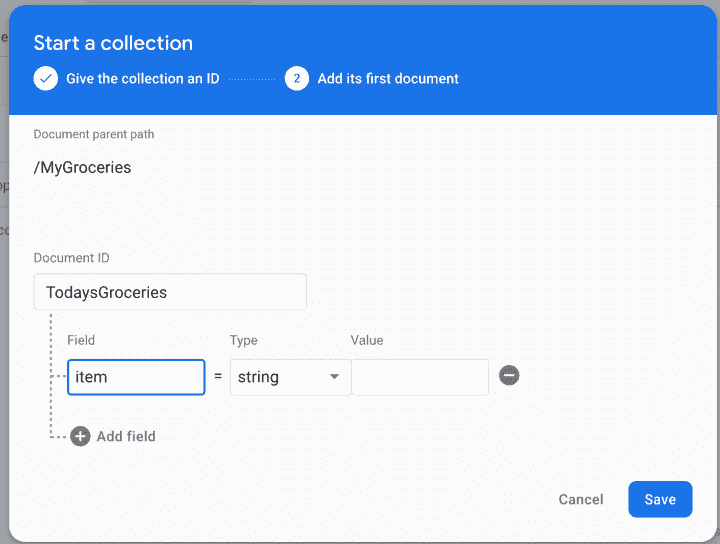 Start a collection
Give the collection an ID 2 Add its first document
Document parent path
/MyGroceries
Document ID
TodaysGroceries
Field Type Value
item = string
Add field
Cancel Save